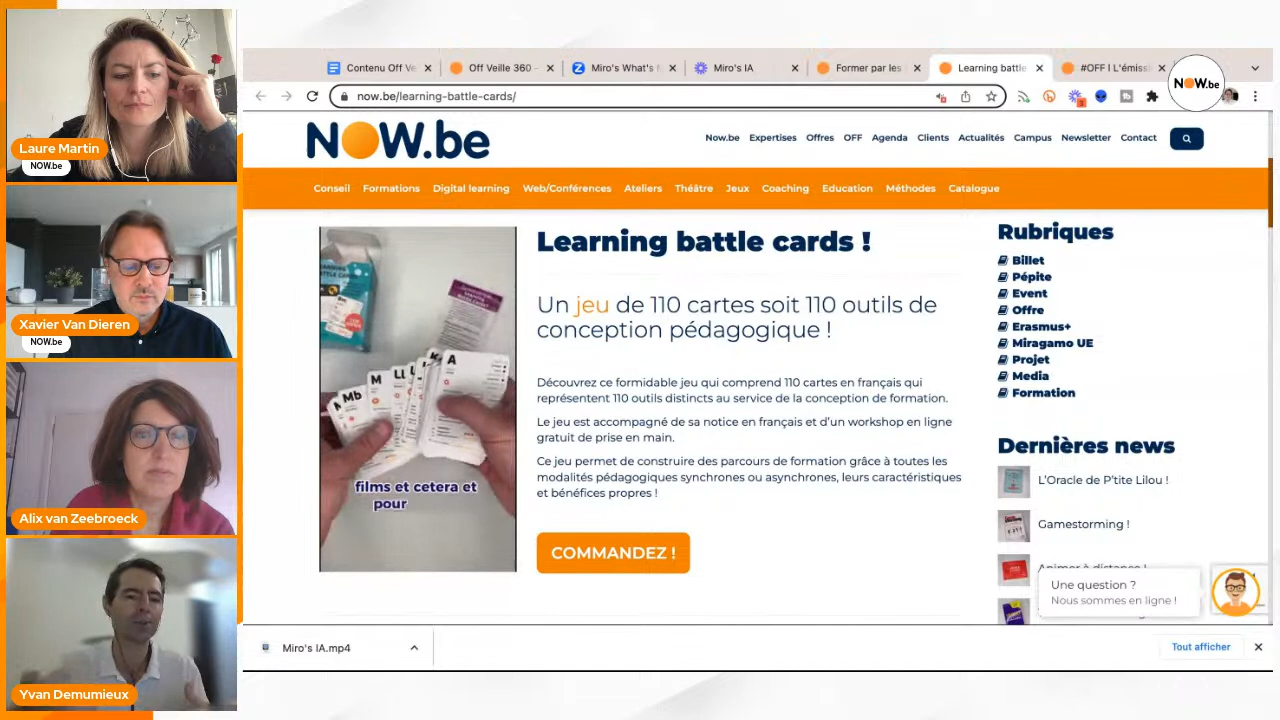 Laure Martin
NOW.be
Xavier Van Dieren
NOW.be
Alix van Zeebroeck
Yvan Demumieux
Contenu Off Ve
Off Veille 360 –
Miro's What's
Miro's IA
Former par les
Learning battle
#OFF l L'émiss
NOW.be
now.be/learning-battle-cards/
NOW.be
Now.be Expertises Offres OFF Agenda Clients Actualités Campus Newsletter Contact
Conseil Formations Digital learning Web/Conférences Ateliers Théâtre Jeux Coaching Education Méthodes Catalogue
A
M
Mb
films et cetera et
pour
Learning battle cards !
Un jeu de 110 cartes soit 110 outils de
conception pédagogique !
Découvrez ce formidable jeu qui comprend 110 cartes en français qui
représentent 110 outils distincts au service de la conception de formation.
Le jeu est accompagné de sa notice en français et d'un workshop en ligne
gratuit de prise en main.
Ce jeu permet de construire des parcours de formation grâce à toutes les
modalités pédagogiques synchrones ou asynchrones, leurs caractéristiques
et bénéfices propres !
COMMANDEZ !
Rubriques
Billet
Pépite
Event
Offre
Erasmus+
Miragamo UE
Projet
Media
Formation
Dernières news
L'Oracle de P'tite Lilou !
Gamestorming !
Animer à distance !
Une question ?
Nous sommes en ligne !
Miro's IA.mp4
Tout afficher